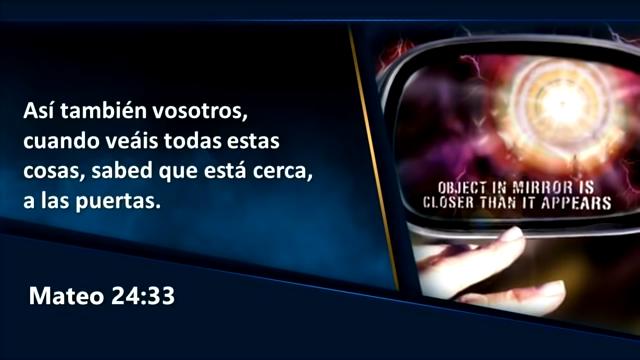 Así también vosotros,
cuando veáis todas estas
cosas, sabed que está cerca,
a las puertas.
Mateo 24:33
OBJECT IN MIRROR IS
CLOSER THAN IT APPEARS